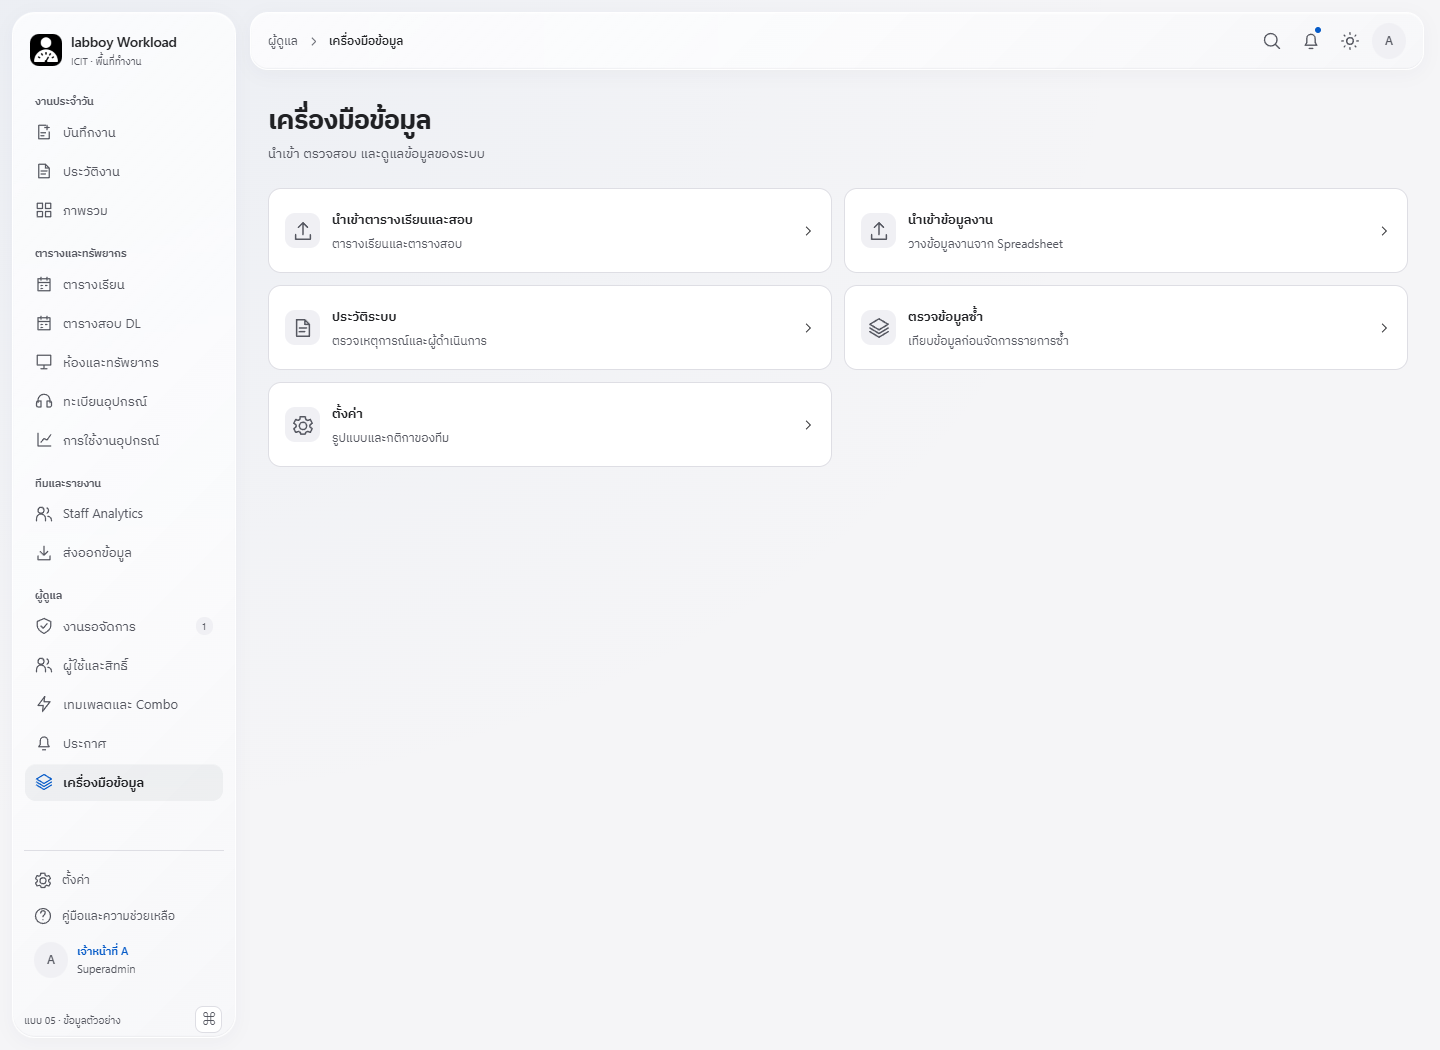 labboy Workload
ICIT · พื้นที่ทำงาน
งานประจำวัน
บันทึกงาน
ประวัติงาน
ภาพรวม
ตารางและทรัพยากร
ตารางเรียน
ตารางสอบ DL
ห้องและทรัพยากร
ทะเบียนอุปกรณ์
การใช้งานอุปกรณ์
ทีมและรายงาน
Staff Analytics
ส่งออกข้อมูล
ผู้ดูแล
งานรอจัดการ 1
ผู้ใช้และสิทธิ์
เทมเพลตและ Combo
ประกาศ
เครื่องมือข้อมูล
ตั้งค่า
คู่มือและความช่วยเหลือ
A
เจ้าหน้าที่ A
Superadmin
แบบ 05 · ข้อมูลตัวอย่าง
⌘
ผู้ดูแล > เครื่องมือข้อมูล
A
เครื่องมือข้อมูล
นำเข้า ตรวจสอบ และดูแลข้อมูลของระบบ
นำเข้าตารางเรียนและสอบ
ตารางเรียนและตารางสอบ
นำเข้าข้อมูลงาน
วางข้อมูลงานจาก Spreadsheet
ประวัติระบบ
ตรวจเหตุการณ์และผู้ดำเนินการ
ตรวจข้อมูลซ้ำ
เทียบข้อมูลก่อนจัดการรายการซ้ำ
ตั้งค่า
รูปแบบและกติกาของทีม